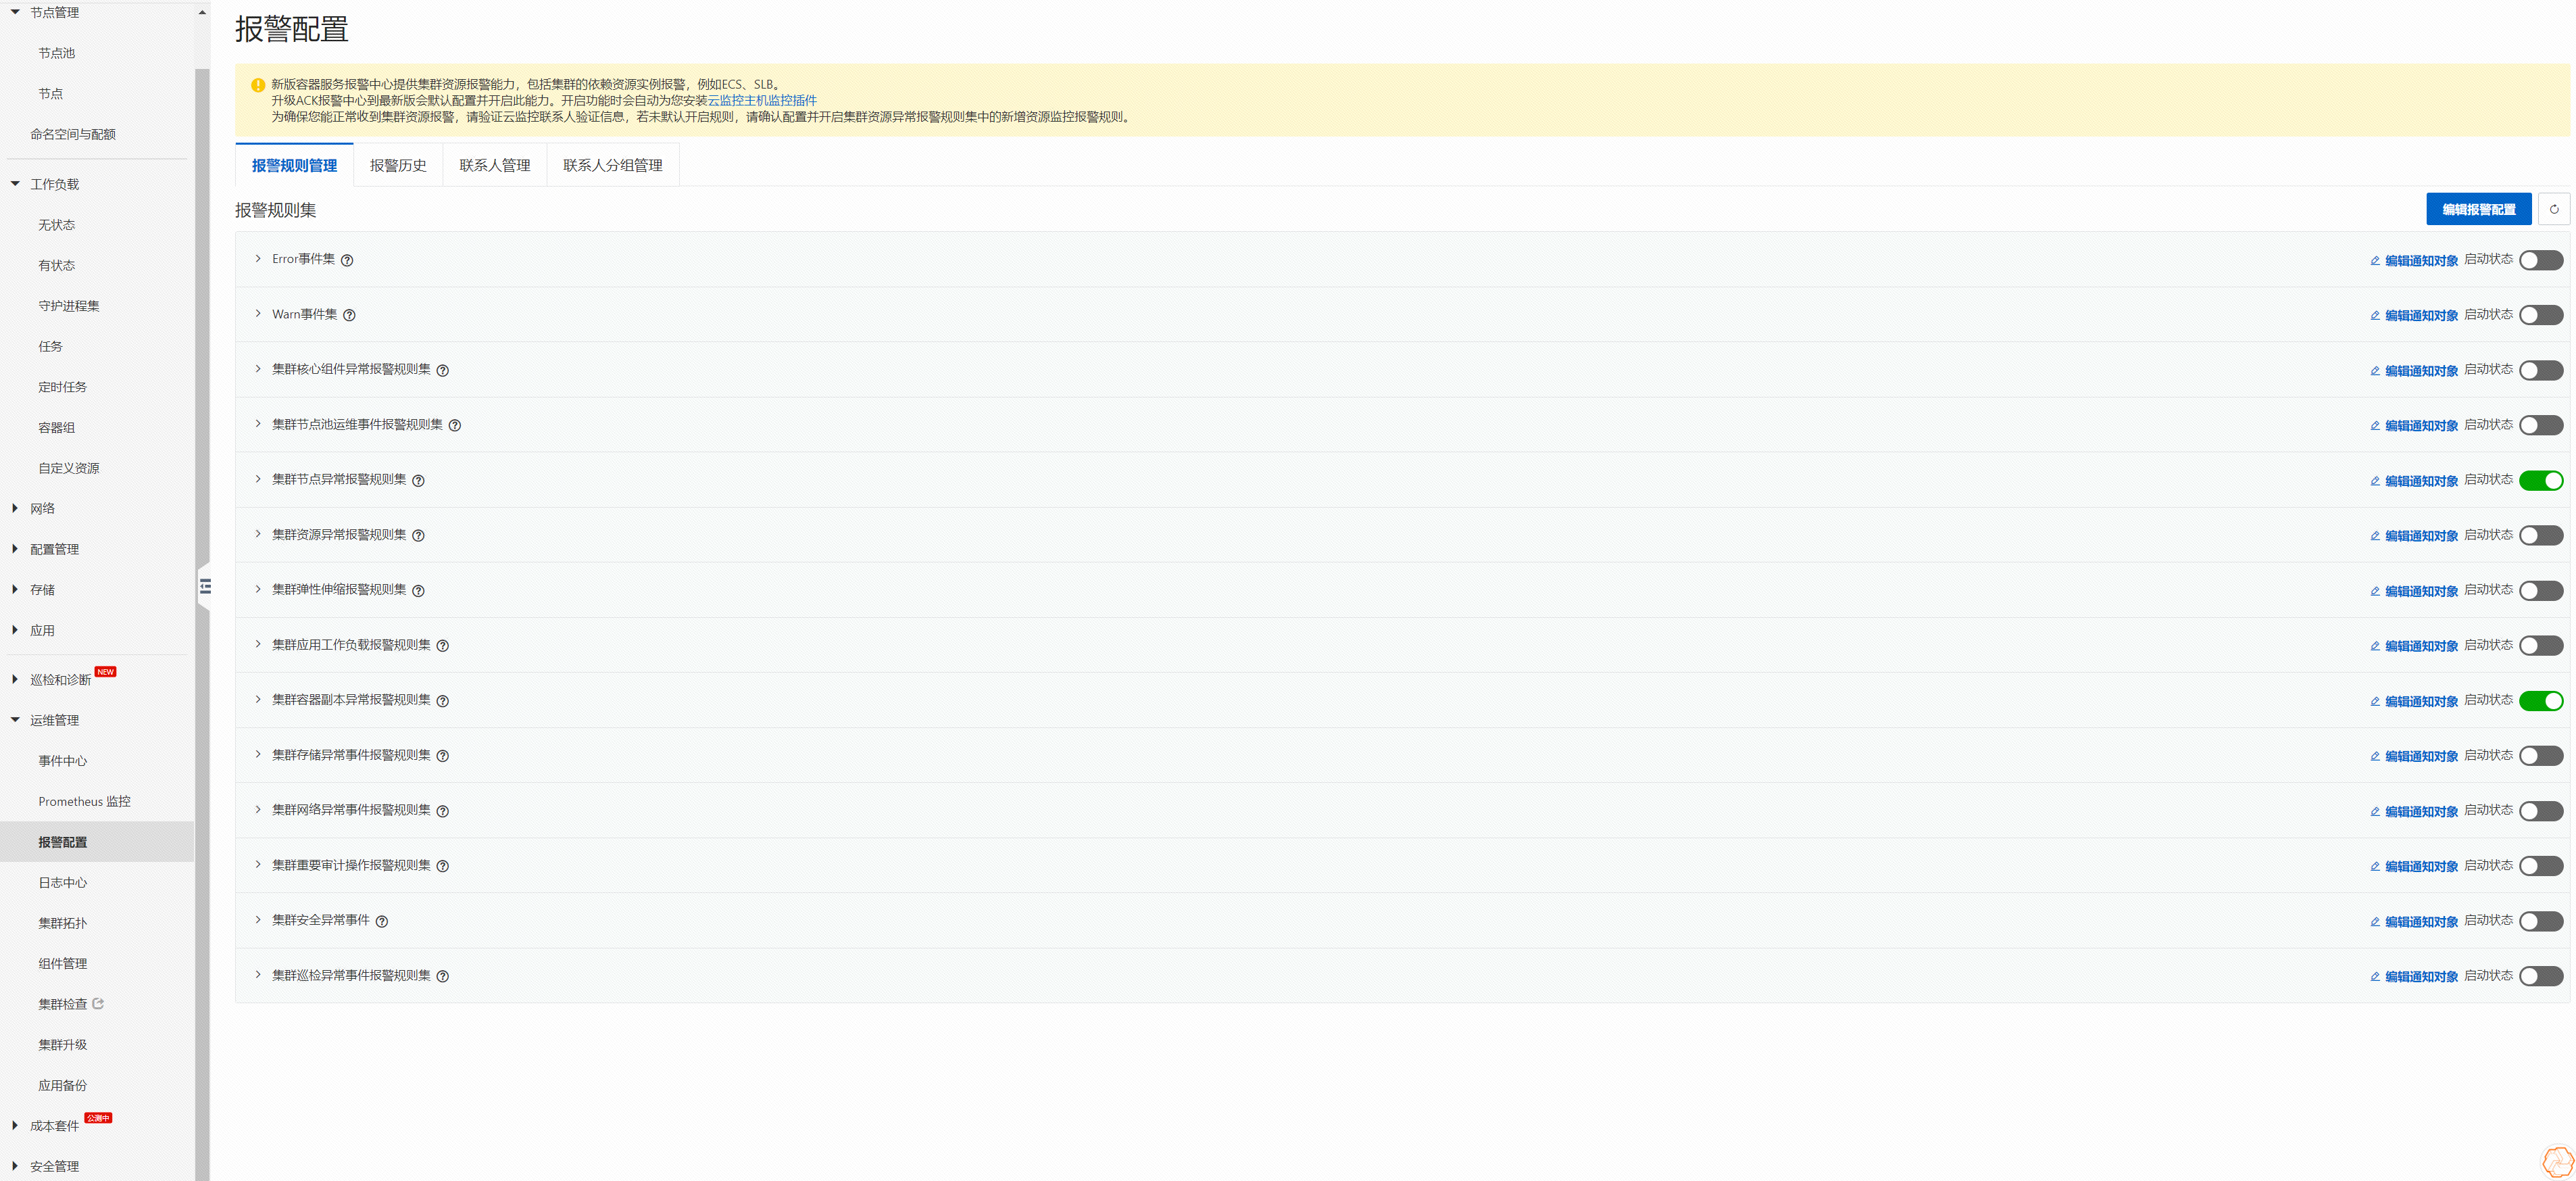 节点管理
节点池
节点
命名空间与配额
工作负载
无状态
有状态
守护进程集
任务
定时任务
容器组
自定义资源
网络
配置管理
存储
应用
巡检和诊断 NEW
运维管理
事件中心
Prometheus 监控
报警配置
日志中心
集群拓扑
组件管理
集群检查
集群升级
应用备份
成本套件 公测中
安全管理
报警配置
新版容器服务报警中心提供集群资源报警能力，包括集群的依赖资源实例报警，例如ECS、SLB。
升级ACK报警中心到最新版会默认配置并开启此能力。开启功能时会自动为您安装云监控主机监控插件
为确保您能正常收到集群资源报警，请验证云监控联系人验证信息，若未默认开启规则，请确认配置并开启集群资源异常报警规则集中的新增资源监控报警规则。
报警规则管理 报警历史 联系人管理 联系人分组管理
报警规则集 编辑报警配置
Error事件集 编辑通知对象 启动状态
Warn事件集 编辑通知对象 启动状态
集群核心组件异常报警规则集 编辑通知对象 启动状态
集群节点池运维事件报警规则集 编辑通知对象 启动状态
集群节点异常报警规则集 编辑通知对象 启动状态
集群资源异常报警规则集 编辑通知对象 启动状态
集群弹性伸缩报警规则集 编辑通知对象 启动状态
集群应用工作负载报警规则集 编辑通知对象 启动状态
集群容器副本异常报警规则集 编辑通知对象 启动状态
集群存储异常事件报警规则集 编辑通知对象 启动状态
集群网络异常事件报警规则集 编辑通知对象 启动状态
集群重要审计操作报警规则集 编辑通知对象 启动状态
集群安全异常事件 编辑通知对象 启动状态
集群巡检异常事件报警规则集 编辑通知对象 启动状态